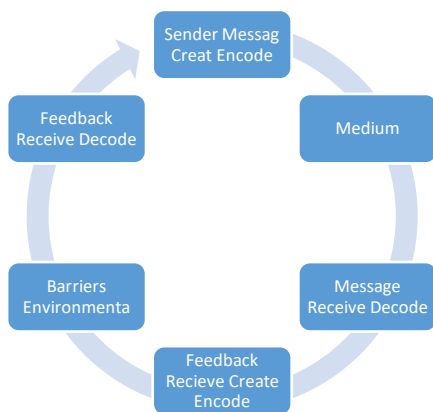 Sender Messag
Creat Encode
Medium
Message
Receive Decode
Feedback
Recieve Create
Encode
Barriers
Environmenta
Feedback
Receive Decode